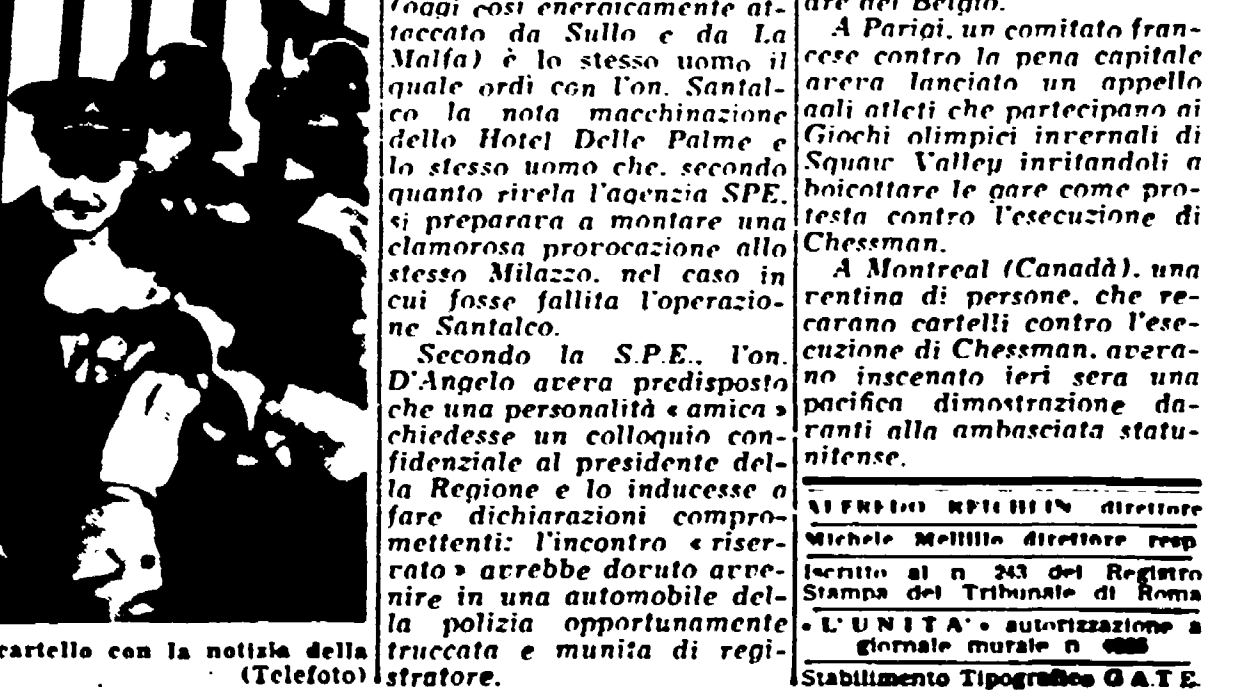 cartello con la notizia della
(Telefoto)
(oggi così energicamente at-
taccato da Sullo e da La
Malfa) è lo stesso uomo il
quale ordì con l'on. Santal-
co la nota macchinazione
dello Hotel Delle Palme e
lo stesso uomo che, secondo
quanto rivela l'agenzia SPE,
si preparava a montare una
clamorosa provocazione allo
stesso Milazzo, nel caso in
cui fosse fallita l'operazio-
ne Santalco.
Secondo la S.P.E., l'on.
D'Angelo aveva predisposto
che una personalità « amica »
chiedesse un colloquio con-
fidenziale al presidente del-
la Regione e lo inducesse a
fare dichiarazioni compro-
mettenti: l'incontro « riser-
vato » avrebbe dovuto avve-
nire in una automobile del-
la polizia opportunamente
truccata e munita di regi-
stratore.
del Belgio.
A Parigi, un comitato fran-
cese contro la pena capitale
aveva lanciato un appello
agli atleti che partecipano ai
Giochi olimpici invernali di
Squaw Valley invitandoli a
boicottare le gare come pro-
testa contro l'esecuzione di
Chessman.
A Montreal (Canadà), una
ventina di persone, che re-
cavano cartelli contro l'ese-
cuzione di Chessman, aveva-
no inscenato ieri sera una
pacifica dimostrazione da-
vanti alla ambasciata statu-
nitense.
ALFREDO REICHLIN direttore
Michele Melillo direttore resp
Iscritto al n 243 del Registro
Stampa del Tribunale di Roma
« L'UNITA' » autorizzazione a
giornale murale n
Stabilimento Tipografico G A.T E.